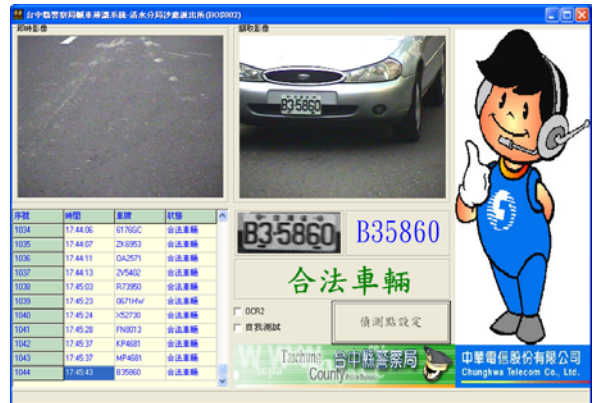 台中縣警察局贓車辨識系統-清水分局沙鹿派出所(BOS002)
即時影像
擷取影像
B3·5860
序號 時間 車牌 狀態
1034 17:44:06 6176GC 合法車輛
1035 17:44:07 ZK6953 合法車輛
1036 17:44:11 OA2571 合法車輛
1037 17:44:13 2V5402 合法車輛
1038 17:45:03 R73950 合法車輛
1039 17:45:23 0671HW 合法車輛
1040 17:45:24 X52730 合法車輛
1041 17:45:28 FN8013 合法車輛
1042 17:45:37 KP4681 合法車輛
1043 17:45:37 MP4681 合法車輛
1044 17:45:43 B35860 合法車輛
B3·5860
B35860
合法車輛
OCR2
自我測試
偵測點設定
Taichung
County
台中縣警察局
中華電信股份有限公司
Chunghwa Telecom Co., Ltd.